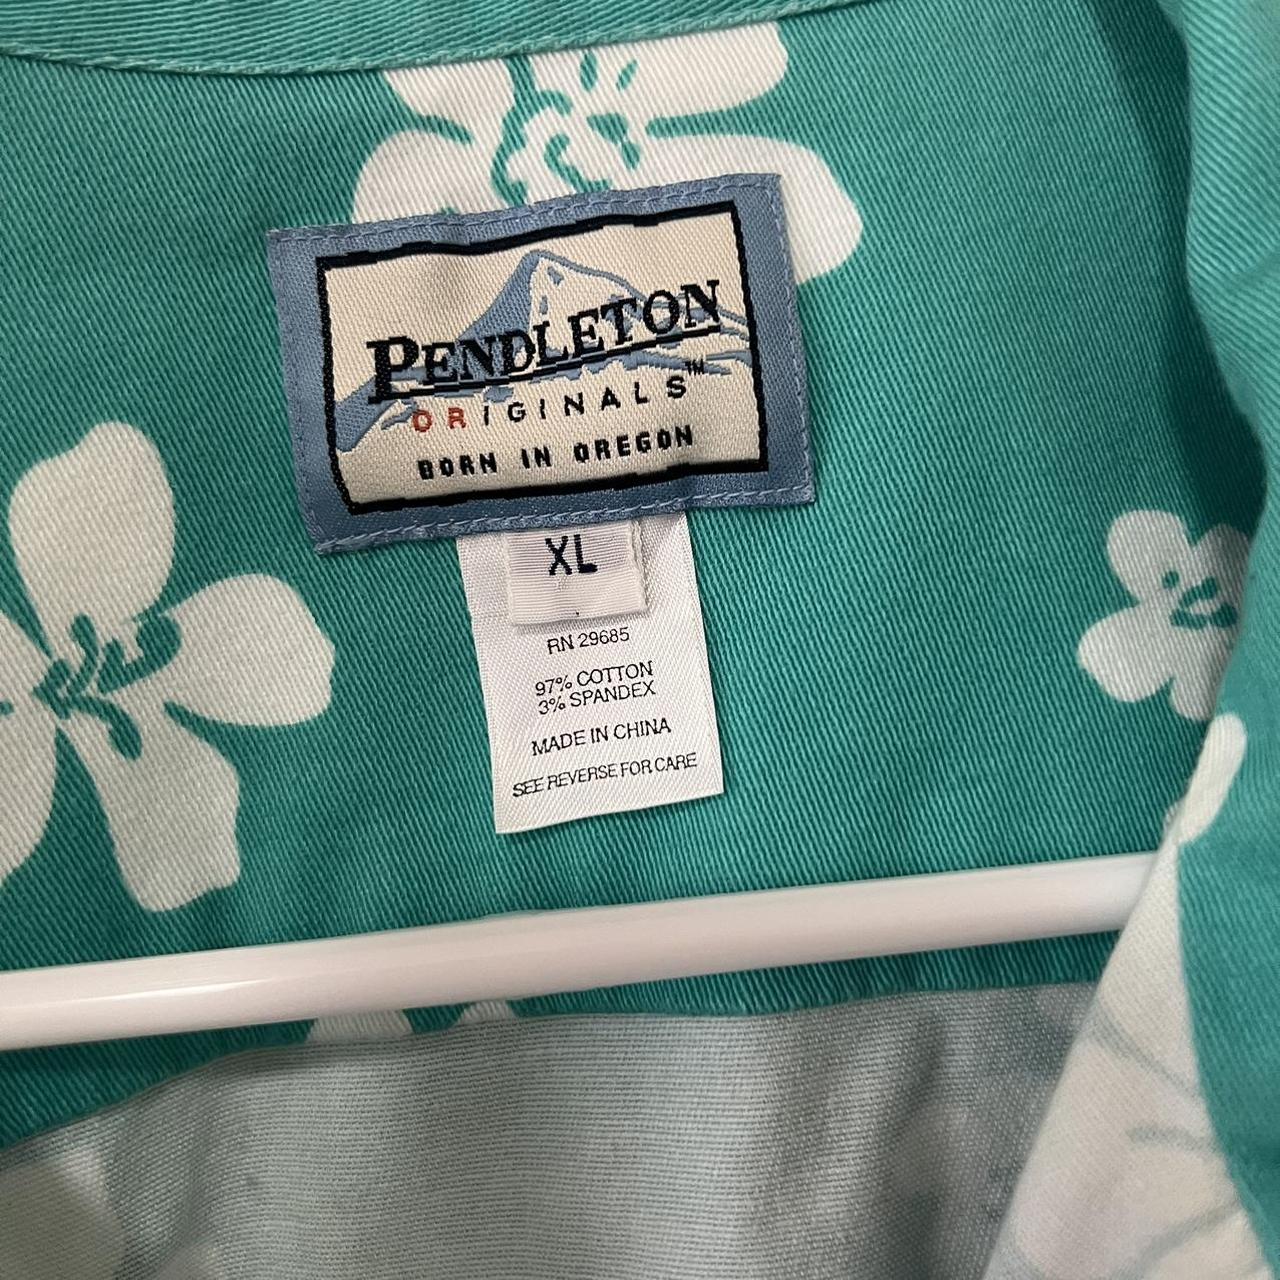 PENDLETON
ORiGINALS™
BORN IN OREGON
XL
RN 29685
97% COTTON
3% SPANDEX
MADE IN CHINA
SEE REVERSE FOR CARE